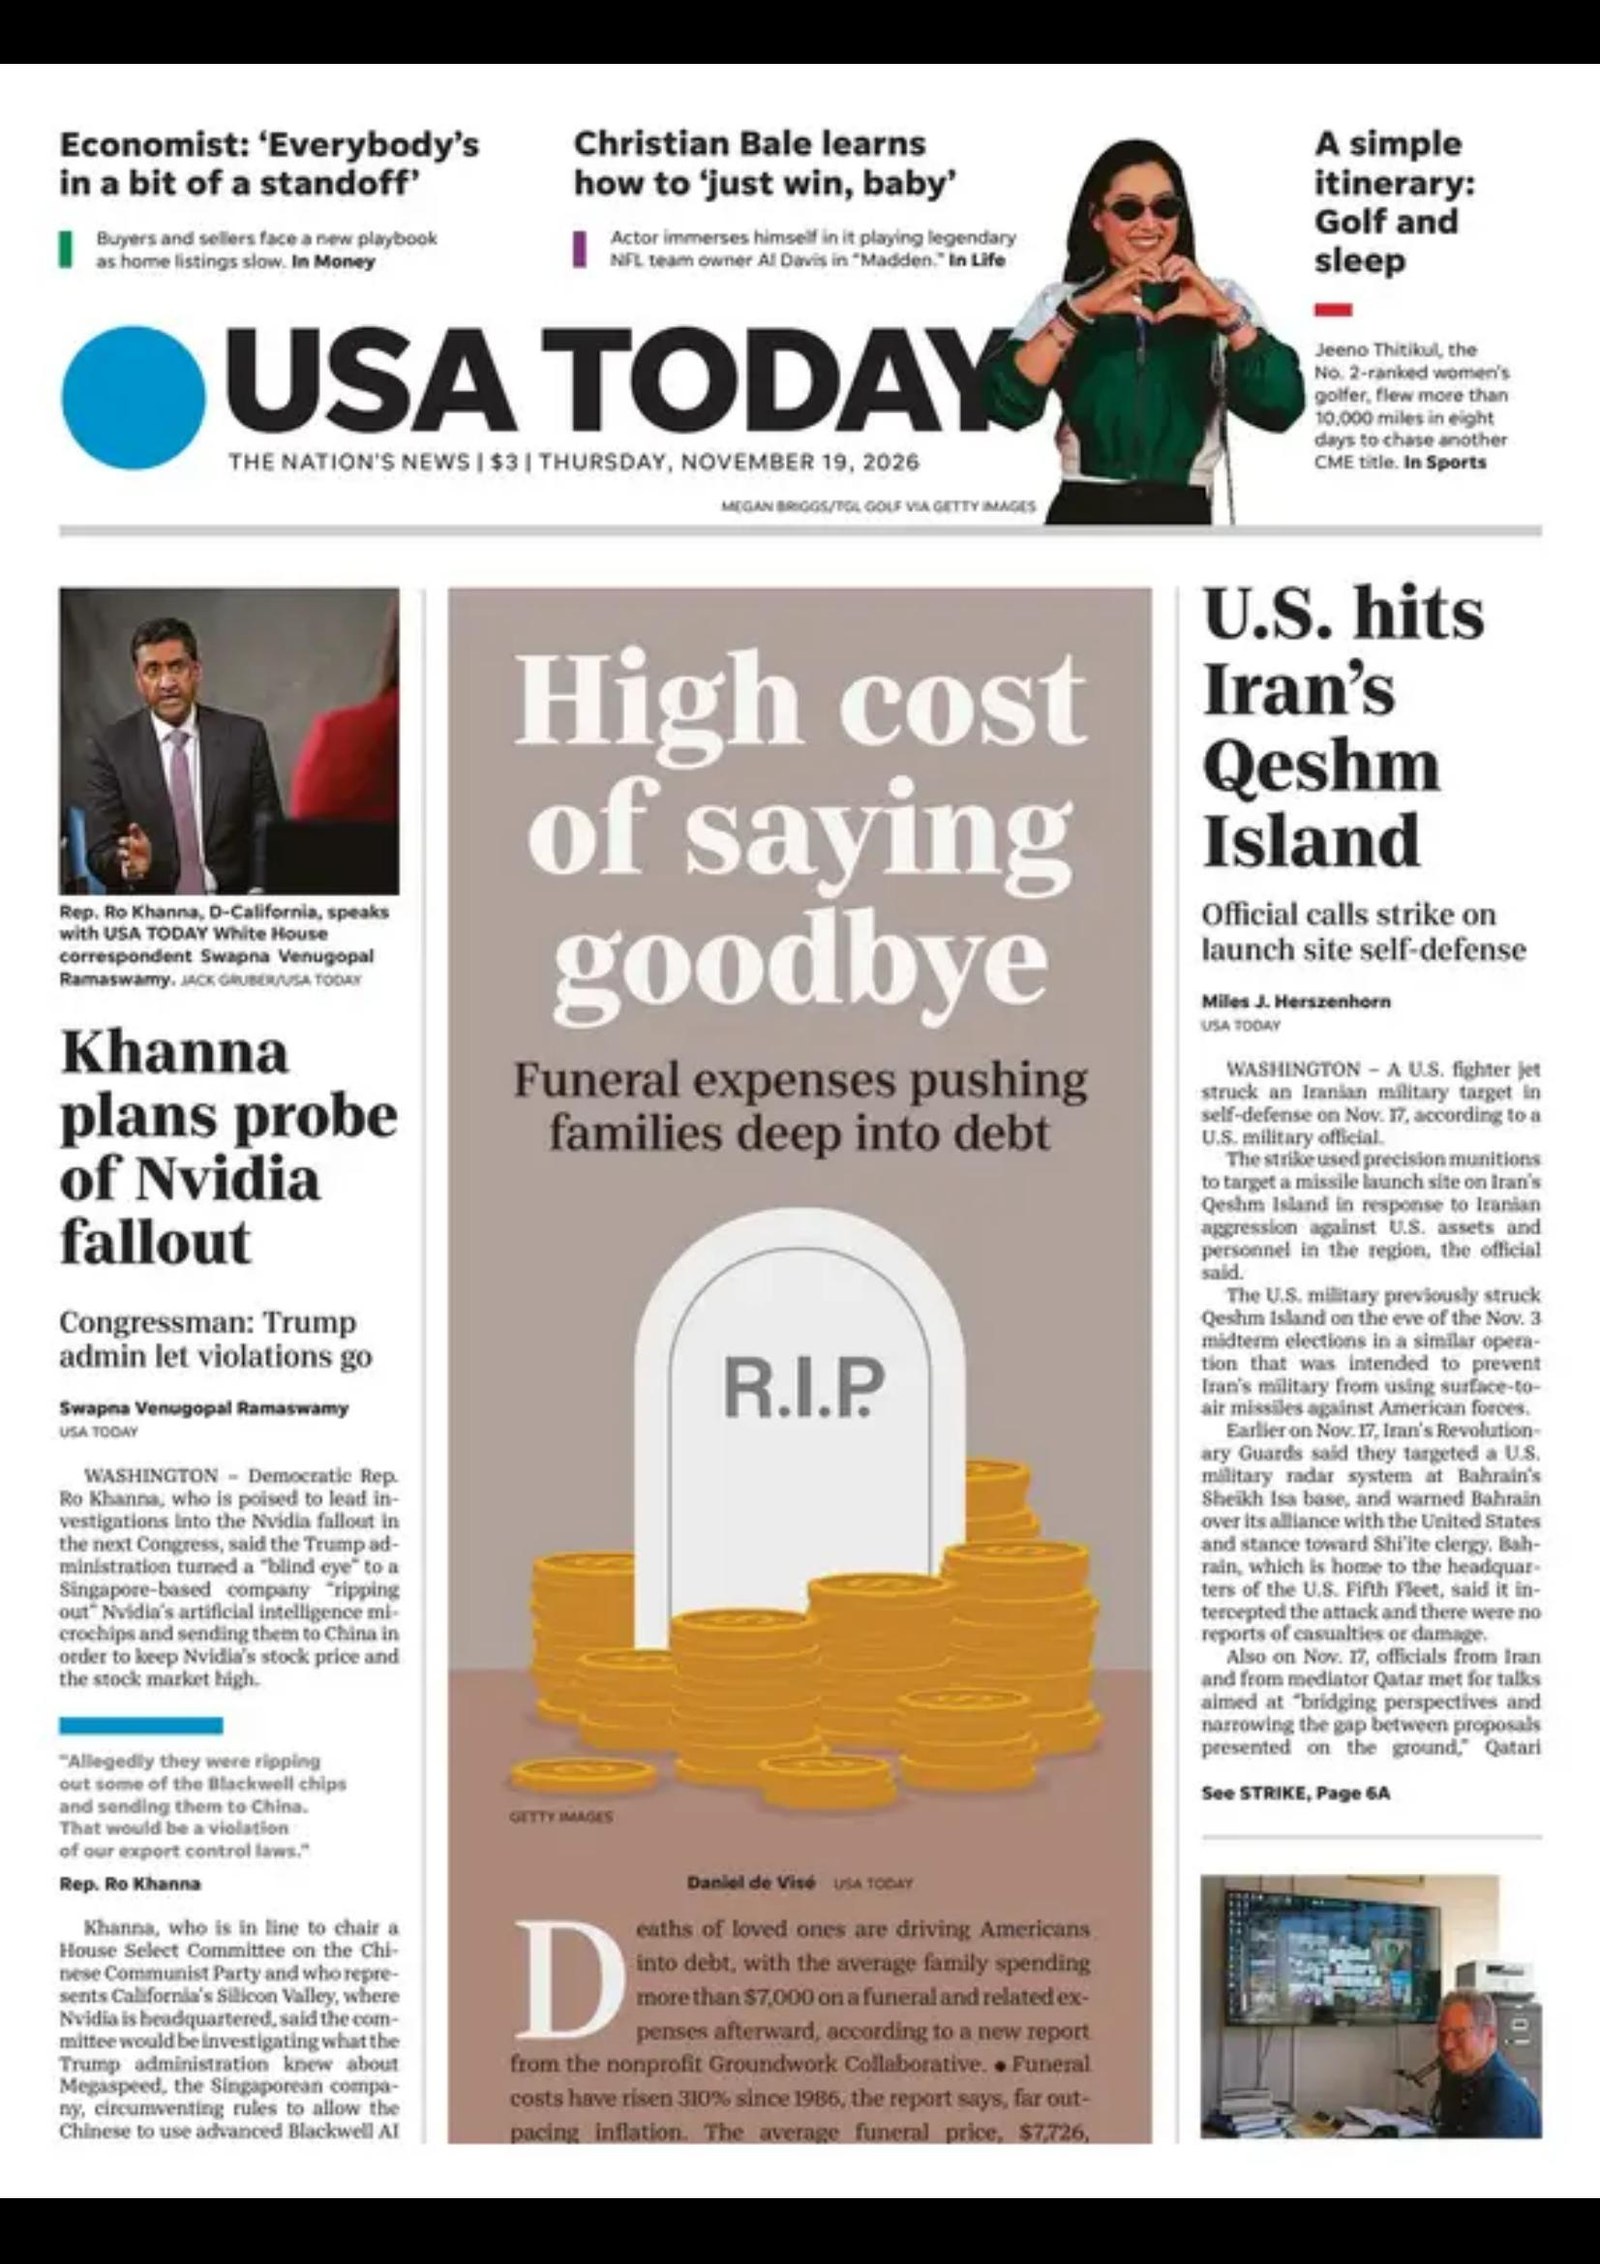 Economist: ‘Everybody’s
in a bit of a standoff’
Buyers and sellers face a new playbook
as home listings slow. In Money
Christian Bale learns
how to ‘just win, baby’
Actor immerses himself in it playing legendary
NFL team owner Al Davis in “Madden.” In Life
A simple
itinerary:
Golf and
sleep
Jeeno Thitikul, the
No. 2-ranked women’s
golfer, flew more than
10,000 miles in eight
days to chase another
CME title. In Sports
USA TODAY
THE NATION’S NEWS | $3 | THURSDAY, NOVEMBER 19, 2026
MEGAN BRIGGS/TGL GOLF VIA GETTY IMAGES
Rep. Ro Khanna, D-California, speaks
with USA TODAY White House
correspondent Swapna Venugopal
Ramaswamy. JACK GRUBER/USA TODAY
Khanna
plans probe
of Nvidia
fallout
Congressman: Trump
admin let violations go
Swapna Venugopal Ramaswamy
USA TODAY
WASHINGTON – Democratic Rep.
Ro Khanna, who is poised to lead in-
vestigations into the Nvidia fallout in
the next Congress, said the Trump ad-
ministration turned a “blind eye” to a
Singapore-based company “ripping
out” Nvidia’s artificial intelligence mi-
crochips and sending them to China in
order to keep Nvidia’s stock price and
the stock market high.
“Allegedly they were ripping
out some of the Blackwell chips
and sending them to China.
That would be a violation
of our export control laws.”
Rep. Ro Khanna
Khanna, who is in line to chair a
House Select Committee on the Chi-
nese Communist Party and who repre-
sents California’s Silicon Valley, where
Nvidia is headquartered, said the com-
mittee would be investigating what the
Trump administration knew about
Megaspeed, the Singaporean compa-
ny, circumventing rules to allow the
Chinese to use advanced Blackwell AI
High cost
of saying
goodbye
Funeral expenses pushing
families deep into debt
R.I.P.
GETTY IMAGES
Daniel de Visé USA TODAY
Deaths of loved ones are driving Americans
into debt, with the average family spending
more than $7,000 on a funeral and related ex-
penses afterward, according to a new report
from the nonprofit Groundwork Collaborative. ● Funeral
costs have risen 310% since 1986, the report says, far out-
pacing inflation. The average funeral price, $7,726,
U.S. hits
Iran’s
Qeshm
Island
Official calls strike on
launch site self-defense
Miles J. Herszenhorn
USA TODAY
WASHINGTON – A U.S. fighter jet
struck an Iranian military target in
self-defense on Nov. 17, according to a
U.S. military official.
The strike used precision munitions
to target a missile launch site on Iran’s
Qeshm Island in response to Iranian
aggression against U.S. assets and
personnel in the region, the official
said.
The U.S. military previously struck
Qeshm Island on the eve of the Nov. 3
midterm elections in a similar opera-
tion that was intended to prevent
Iran’s military from using surface-to-
air missiles against American forces.
Earlier on Nov. 17, Iran’s Revolution-
ary Guards said they targeted a U.S.
military radar system at Bahrain’s
Sheikh Isa base, and warned Bahrain
over its alliance with the United States
and stance toward Shi’ite clergy. Bah-
rain, which is home to the headquar-
ters of the U.S. Fifth Fleet, said it in-
tercepted the attack and there were no
reports of casualties or damage.
Also on Nov. 17, officials from Iran
and from mediator Qatar met for talks
aimed at “bridging perspectives and
narrowing the gap between proposals
presented on the ground,” Qatari
See STRIKE, Page 6A